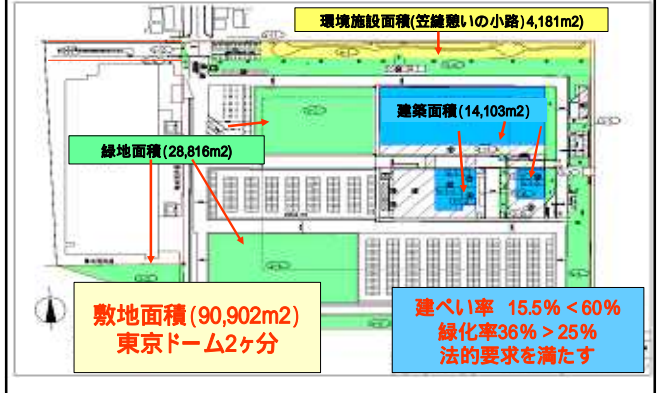 環境施設面積(笠縫憩いの小路)4,181m2
建築面積(14,103m2)
緑地面積(28,816m2)
敷地面積(90,902m2)
東京ドーム2ヶ分
建ぺい率 15.5%<60%
緑化率36%>25%
法的要求を満たす